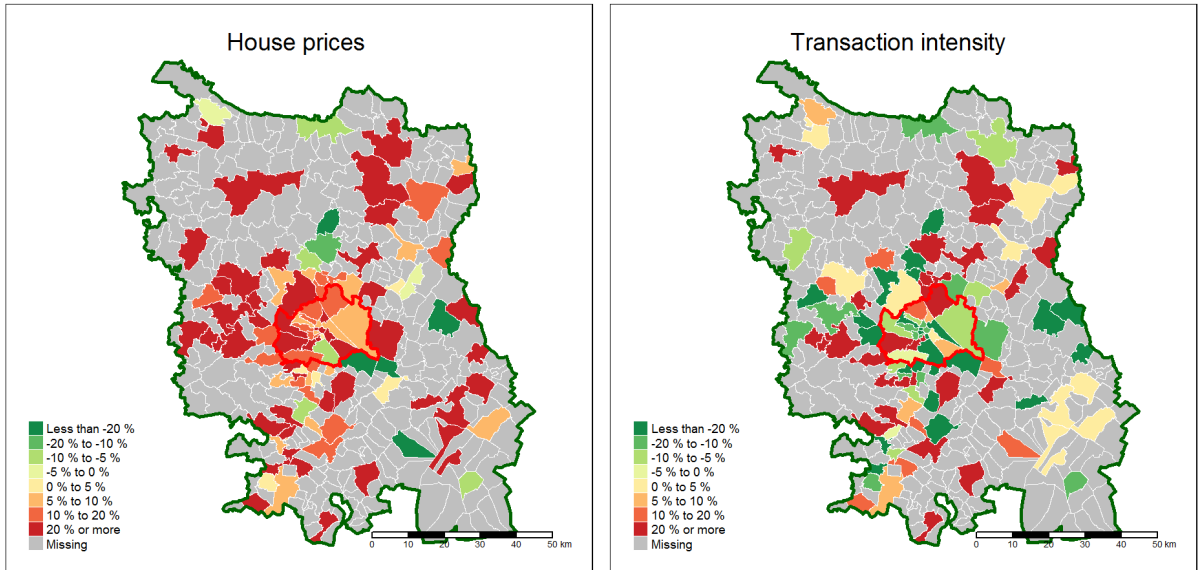 House prices
Less than -20 %
-20 % to -10 %
-10 % to -5 %
-5 % to 0 %
0 % to 5 %
5 % to 10 %
10 % to 20 %
20 % or more
Missing
0 10 20 30 40 50 km
Transaction intensity
Less than -20 %
-20 % to -10 %
-10 % to -5 %
-5 % to 0 %
0 % to 5 %
5 % to 10 %
10 % to 20 %
20 % or more
Missing
0 10 20 30 40 50 km